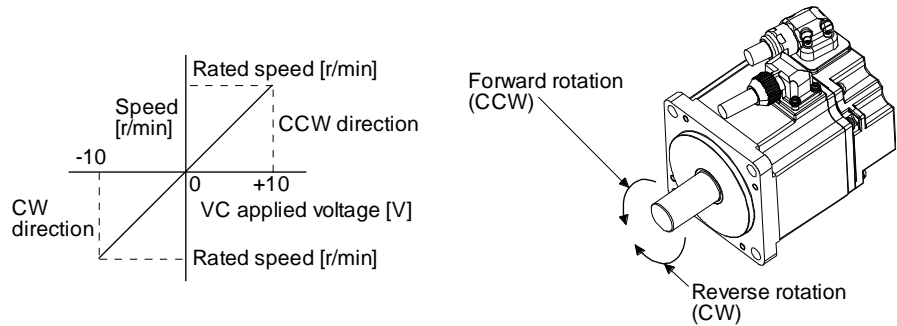 Rated speed [r/min]
Speed
[r/min]
CCW direction
-10
0
+10
CW
direction
VC applied voltage [V]
Rated speed [r/min]
Forward rotation
(CCW)
Reverse rotation
(CW)